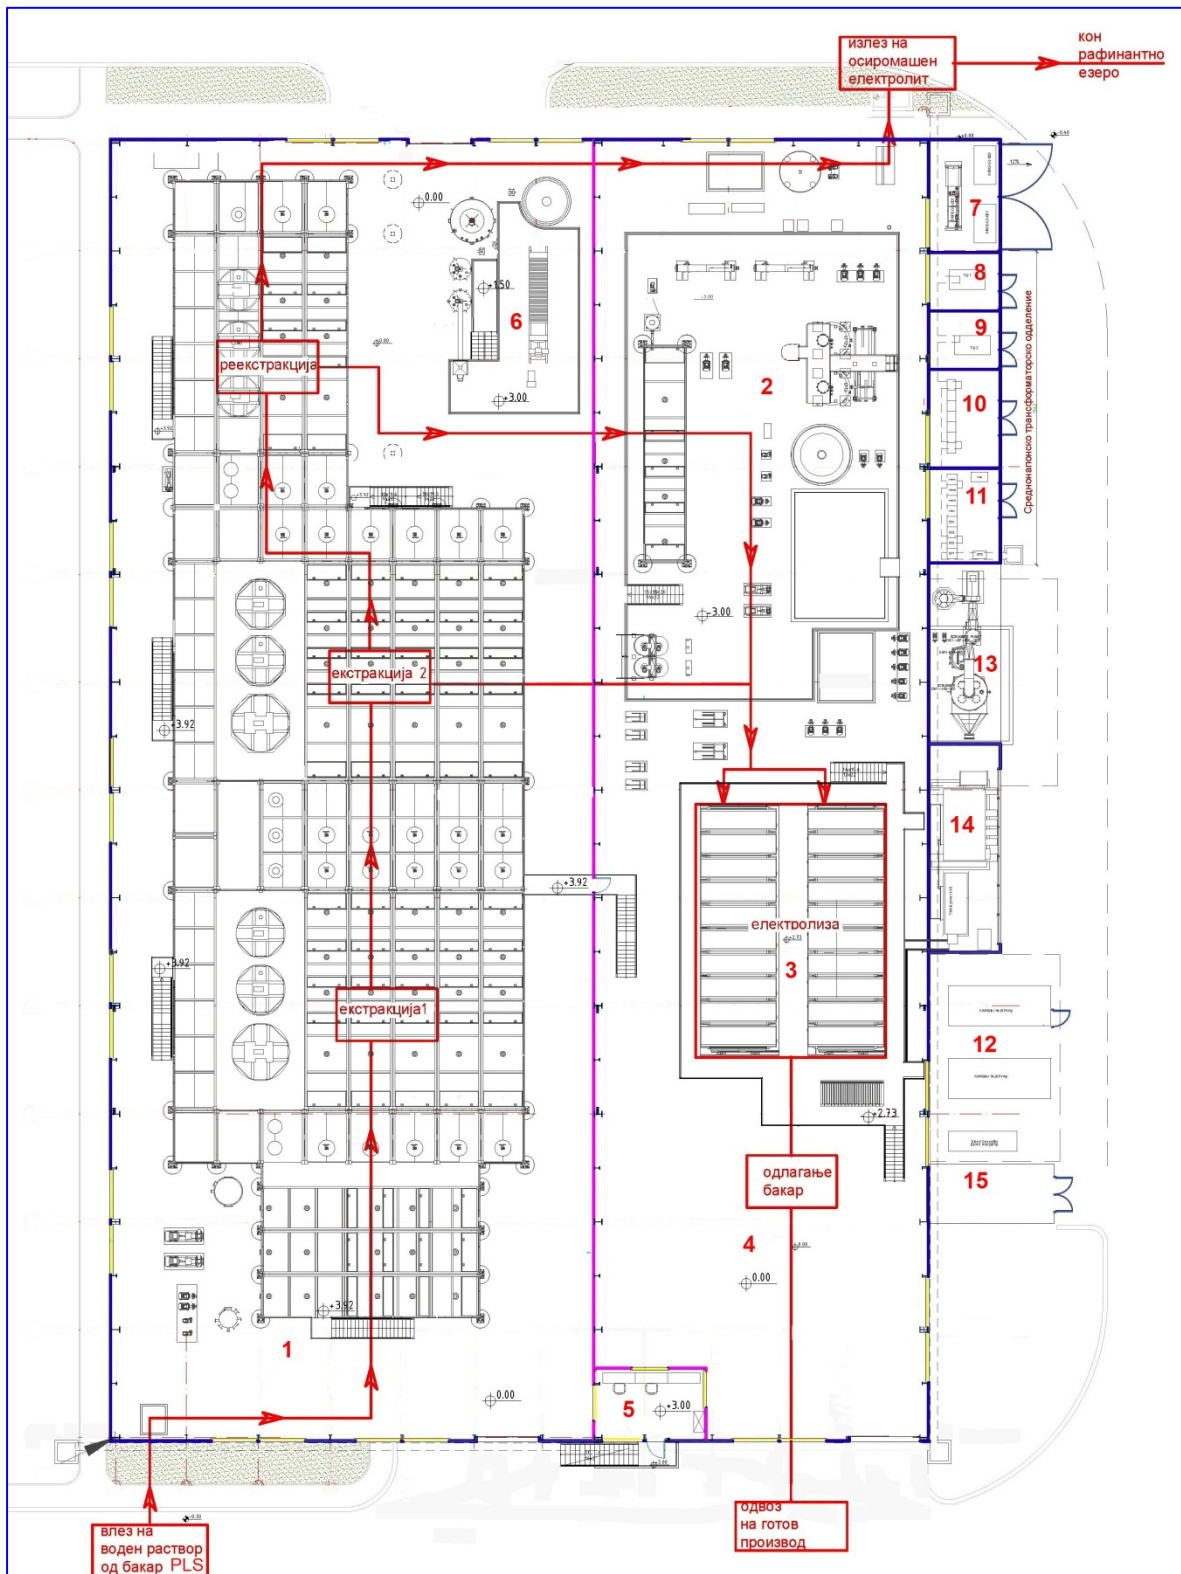 излез на
осиромашен
електролит
кон
рафинантно
езеро
7
0.00
8
+1.50
6
9
Средненапонско трансформаторско одделение
реекстракција
2
10
+3.00
11
-3.00
13
екстракција 2
+3.92
14
+3.92
електролиза
3
+3.92
екстракција1
12
+2.73
одлагање
бакар
15
4
0.00
+3.92
1
0.00
5
+3.00
влез на
воден раствор
од бакар PLS
одвоз
на готов
производ